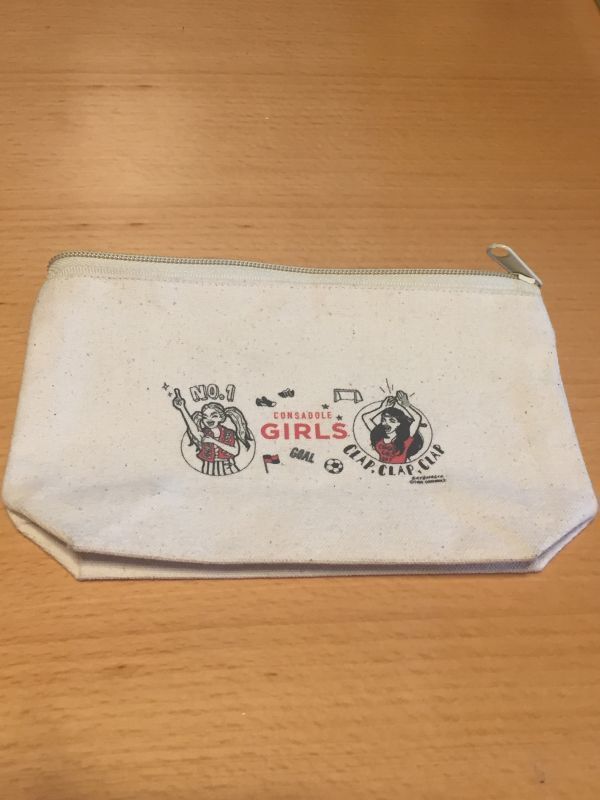 NO.1
CONSADOLE
GIRLS
GOAL
CLAP, CLAP, CLAP